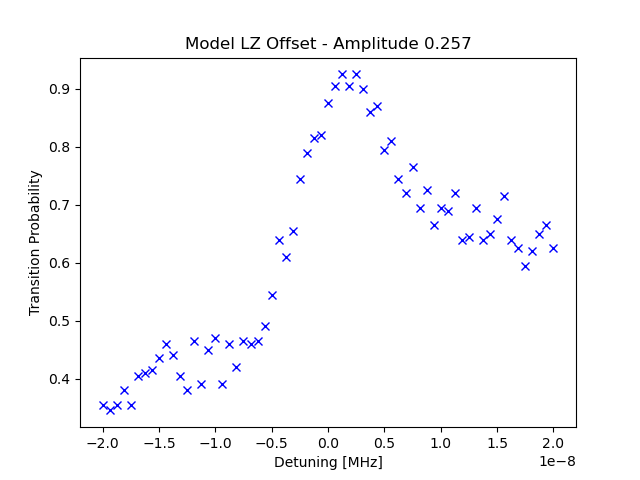 Model LZ Offset - Amplitude 0.257
Transition Probability
0.9
0.8
0.7
0.6
0.5
0.4
−2.0 −1.5 −1.0 −0.5 0.0 0.5 1.0 1.5 2.0
1e−8
Detuning [MHz]